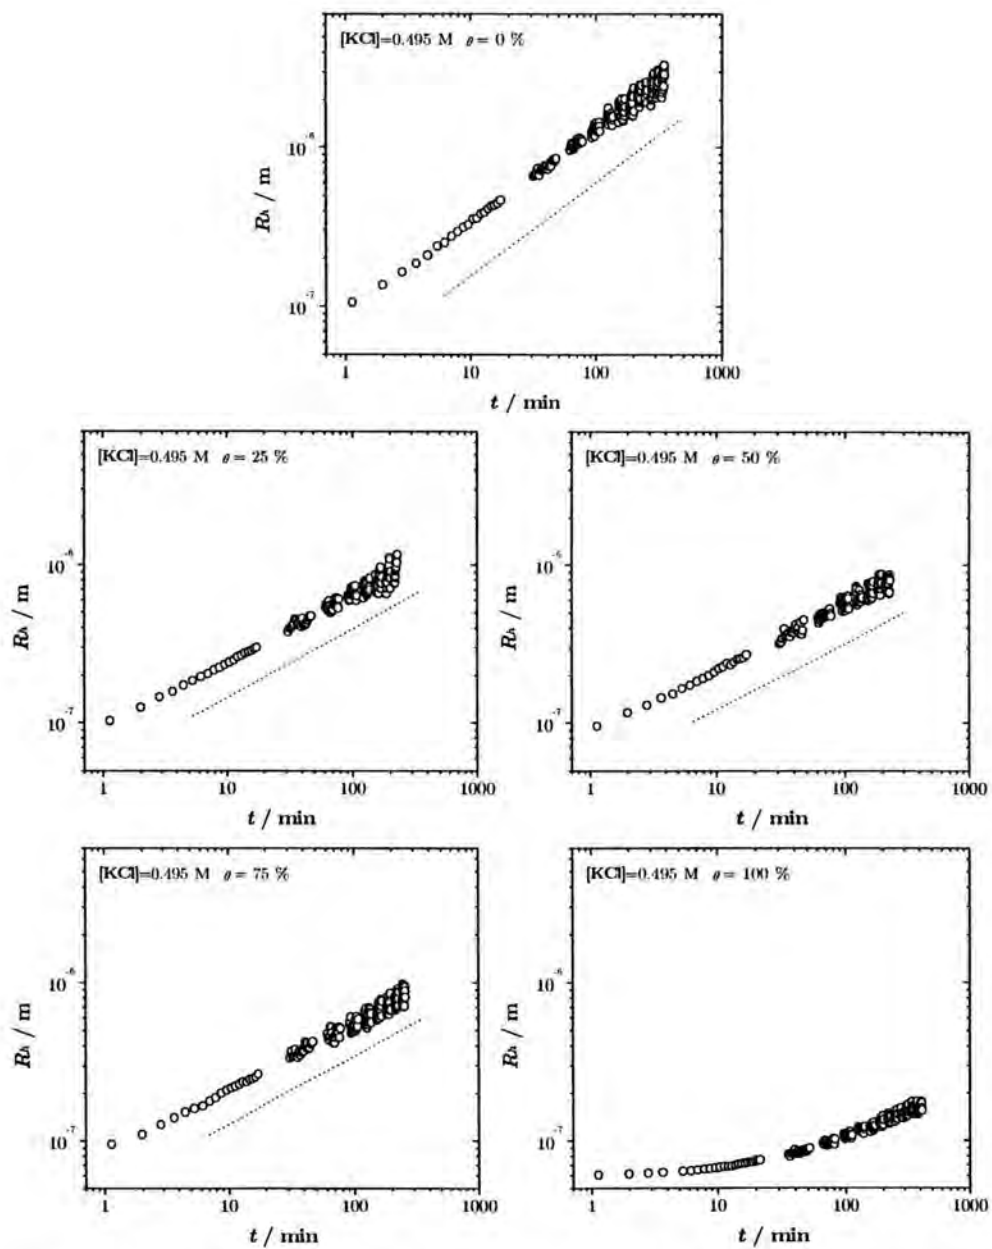 [KCl]=0.495 M θ = 0 %
10⁻⁶
10⁻⁷
Rₕ / m
1 10 100 1000
t / min
[KCl]=0.495 M θ = 25 %
10⁻⁶
10⁻⁷
Rₕ / m
1 10 100 1000
t / min
[KCl]=0.495 M θ = 50 %
10⁻⁶
10⁻⁷
Rₕ / m
1 10 100 1000
t / min
[KCl]=0.495 M θ = 75 %
10⁻⁶
10⁻⁷
Rₕ / m
1 10 100 1000
t / min
[KCl]=0.495 M θ = 100 %
10⁻⁶
10⁻⁷
Rₕ / m
1 10 100 1000
t / min